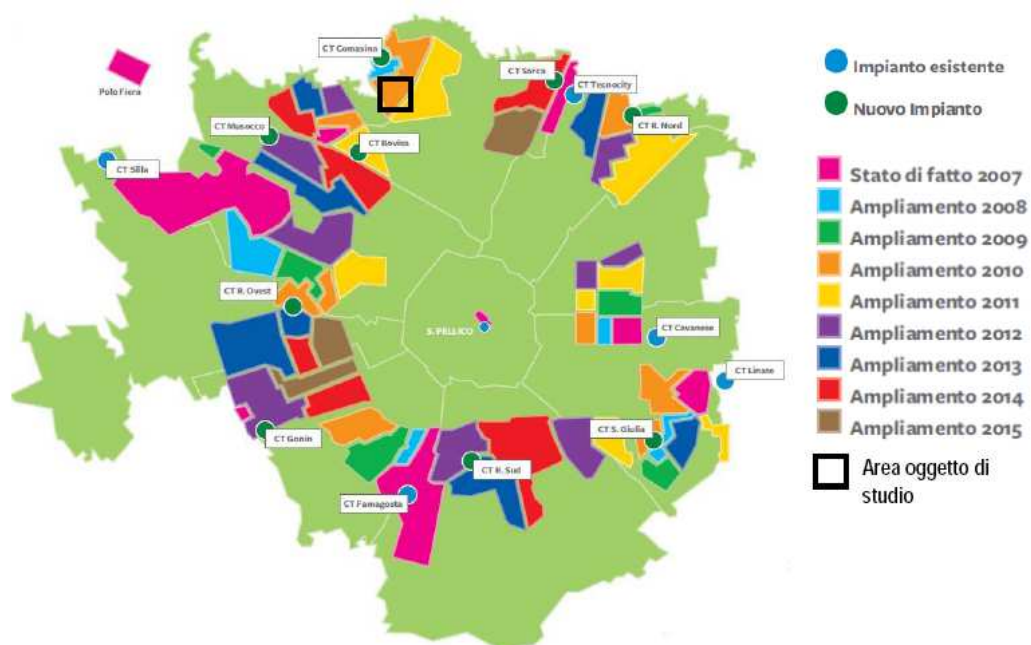 Polo Fiera
CT Comasina
CT Sarca
CT Tecnocity
CT R. Nord
CT Musocco
CT Bovisa
CT Silla
CT R. Ovest
S. PELLICO
CT Cavanese
CT Linate
CT Gonin
CT S. Giulia
CT R. Sud
CT Famagosta
Impianto esistente
Nuovo Impianto
Stato di fatto 2007
Ampliamento 2008
Ampliamento 2009
Ampliamento 2010
Ampliamento 2011
Ampliamento 2012
Ampliamento 2013
Ampliamento 2014
Ampliamento 2015
Area oggetto di
studio